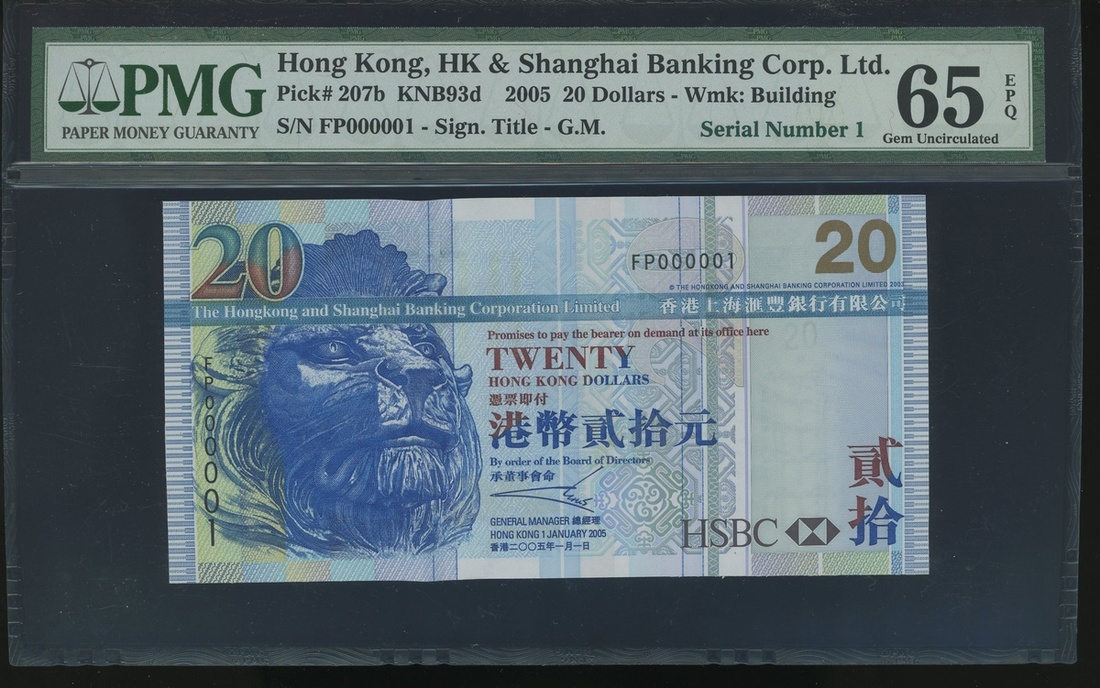 PMG
PAPER MONEY GUARANTY
Hong Kong, HK & Shanghai Banking Corp. Ltd.
Pick# 207b KNB93d 2005 20 Dollars - Wmk: Building
S/N FP000001 - Sign. Title - G.M.
Serial Number 1
65
EPQ
Gem Uncirculated
20
FP000001
20
© THE HONGKONG AND SHANGHAI BANKING CORPORATION LIMITED 2003
The Hongkong and Shanghai Banking Corporation Limited
香港上海滙豐銀行有限公司
Promises to pay the bearer on demand at its office here
20
TWENTY
HONG KONG DOLLARS
憑票即付
港幣貳拾元
By order of the Board of Directors
承董事會命
GENERAL MANAGER 總經理
HONG KONG 1 JANUARY 2005
香港二〇〇五年一月一日
FP000001
HSBC
貳拾